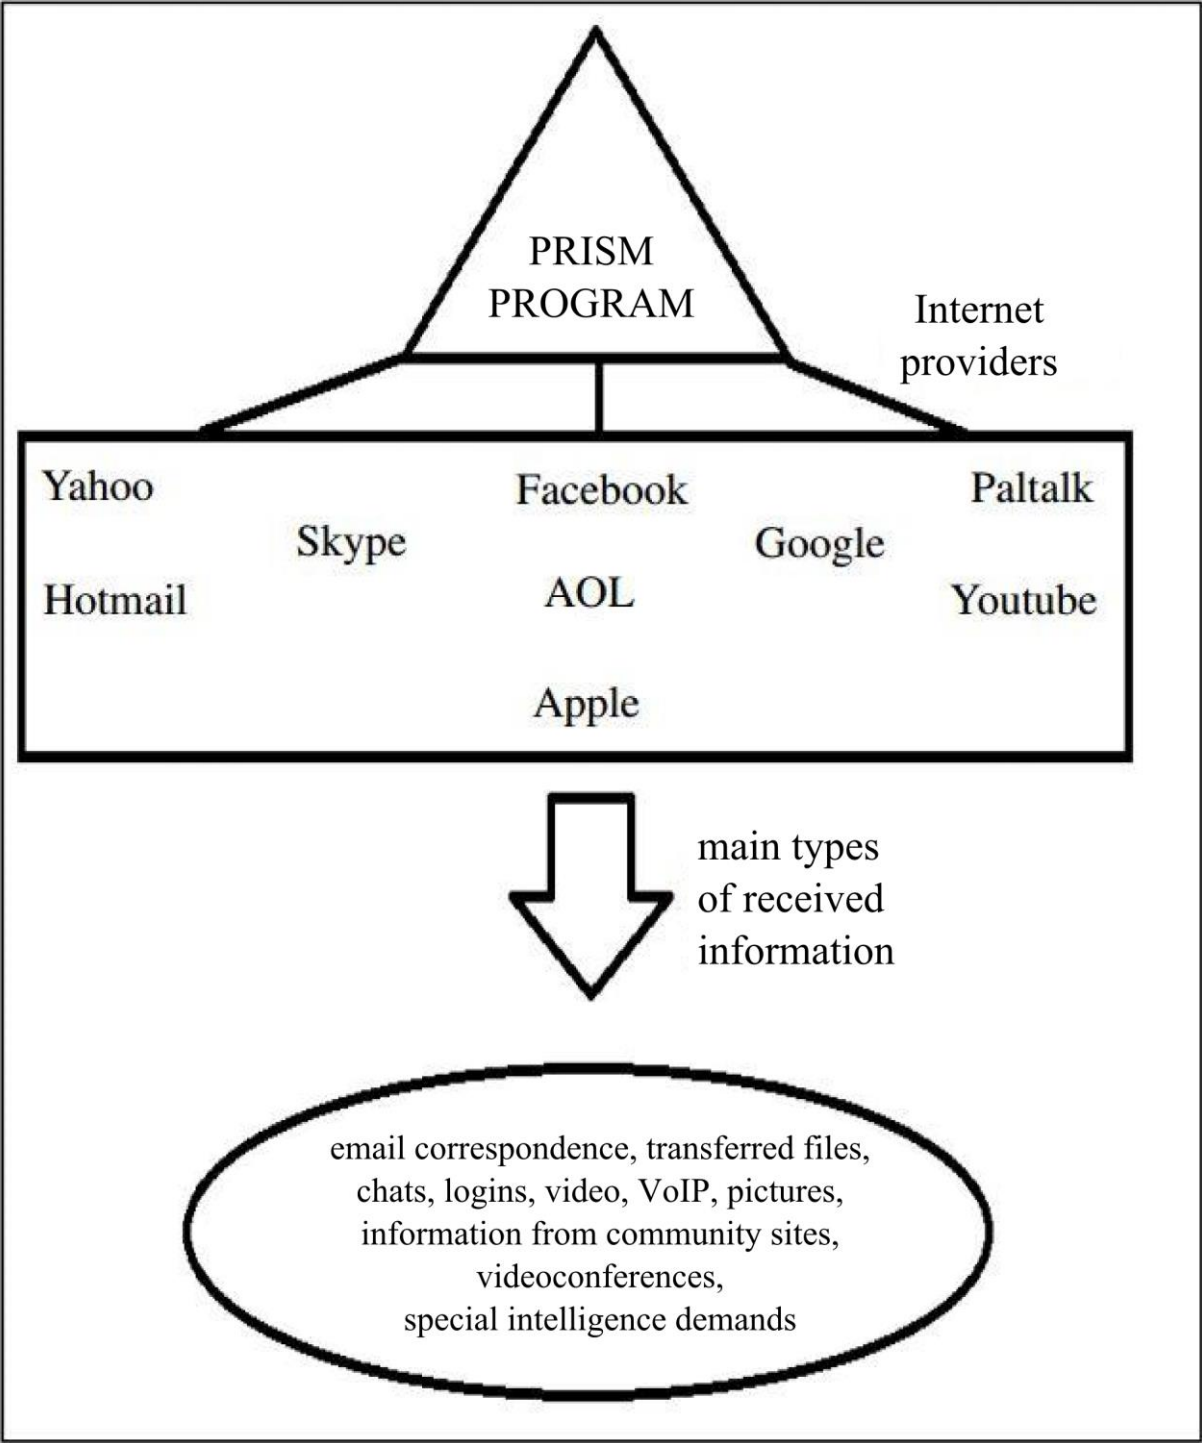 PRISM
PROGRAM
Internet
providers
Yahoo
Facebook
Paltalk
Skype
Google
Hotmail
AOL
Youtube
Apple
main types
of received
information
email correspondence, transferred files,
chats, logins, video, VoIP, pictures,
information from community sites,
videoconferences,
special intelligence demands